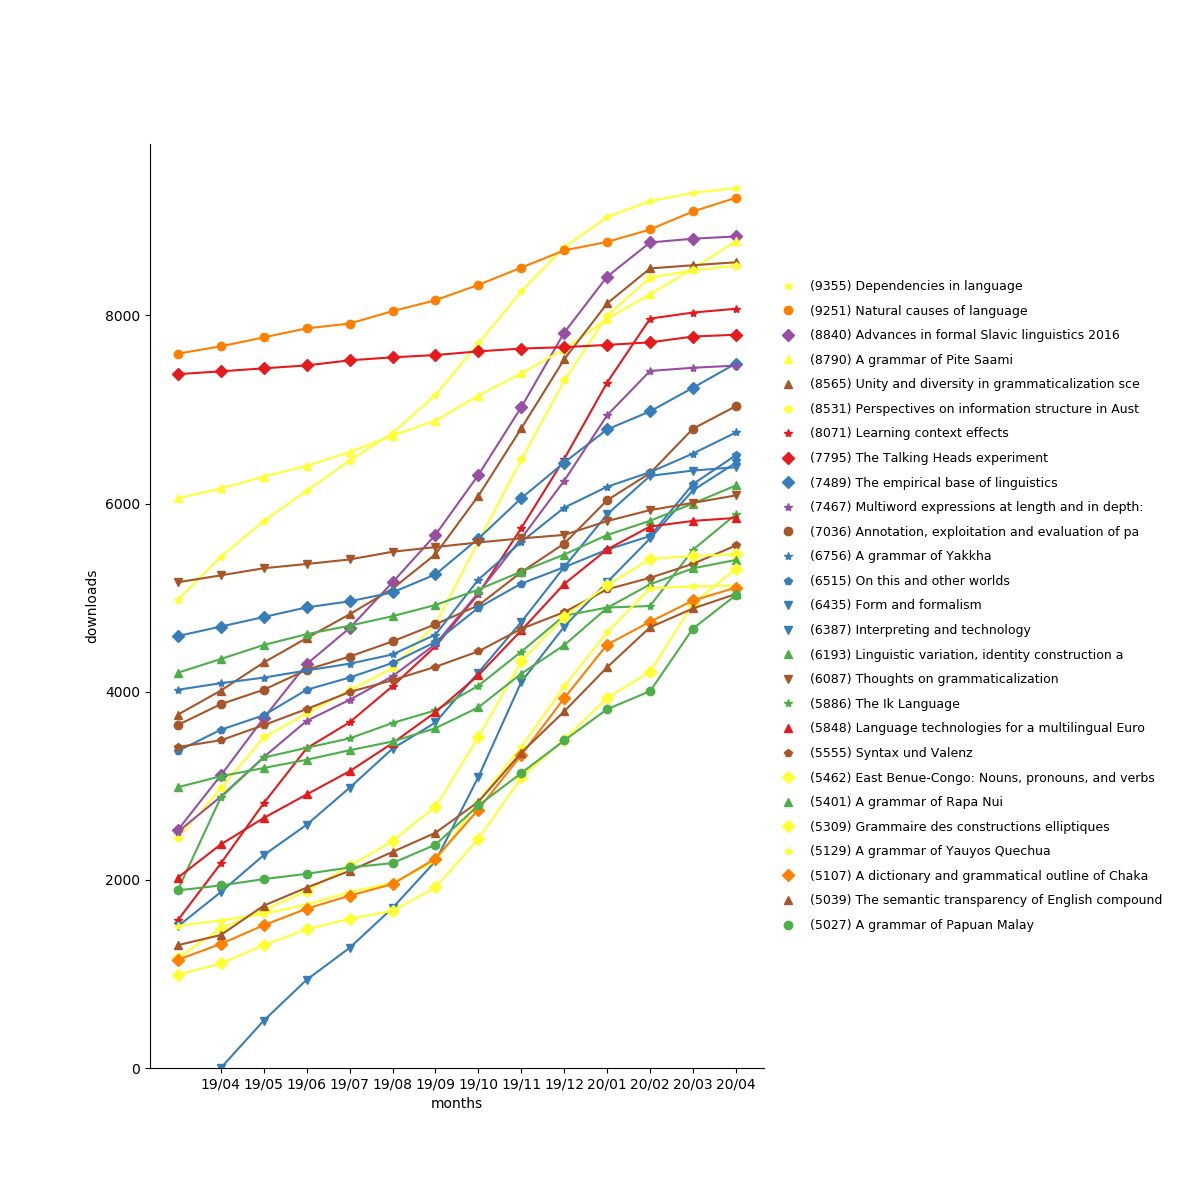 8000
6000
4000
2000
0
downloads
19/04 19/05 19/06 19/07 19/08 19/09 19/10 19/11 19/12 20/01 20/02 20/03 20/04
months
(9355) Dependencies in language
(9251) Natural causes of language
(8840) Advances in formal Slavic linguistics 2016
(8790) A grammar of Pite Saami
(8565) Unity and diversity in grammaticalization sce
(8531) Perspectives on information structure in Aust
(8071) Learning context effects
(7795) The Talking Heads experiment
(7489) The empirical base of linguistics
(7467) Multiword expressions at length and in depth:
(7036) Annotation, exploitation and evaluation of pa
(6756) A grammar of Yakkha
(6515) On this and other worlds
(6435) Form and formalism
(6387) Interpreting and technology
(6193) Linguistic variation, identity construction a
(6087) Thoughts on grammaticalization
(5886) The Ik Language
(5848) Language technologies for a multilingual Euro
(5555) Syntax und Valenz
(5462) East Benue-Congo: Nouns, pronouns, and verbs
(5401) A grammar of Rapa Nui
(5309) Grammaire des constructions elliptiques
(5129) A grammar of Yauyos Quechua
(5107) A dictionary and grammatical outline of Chaka
(5039) The semantic transparency of English compound
(5027) A grammar of Papuan Malay